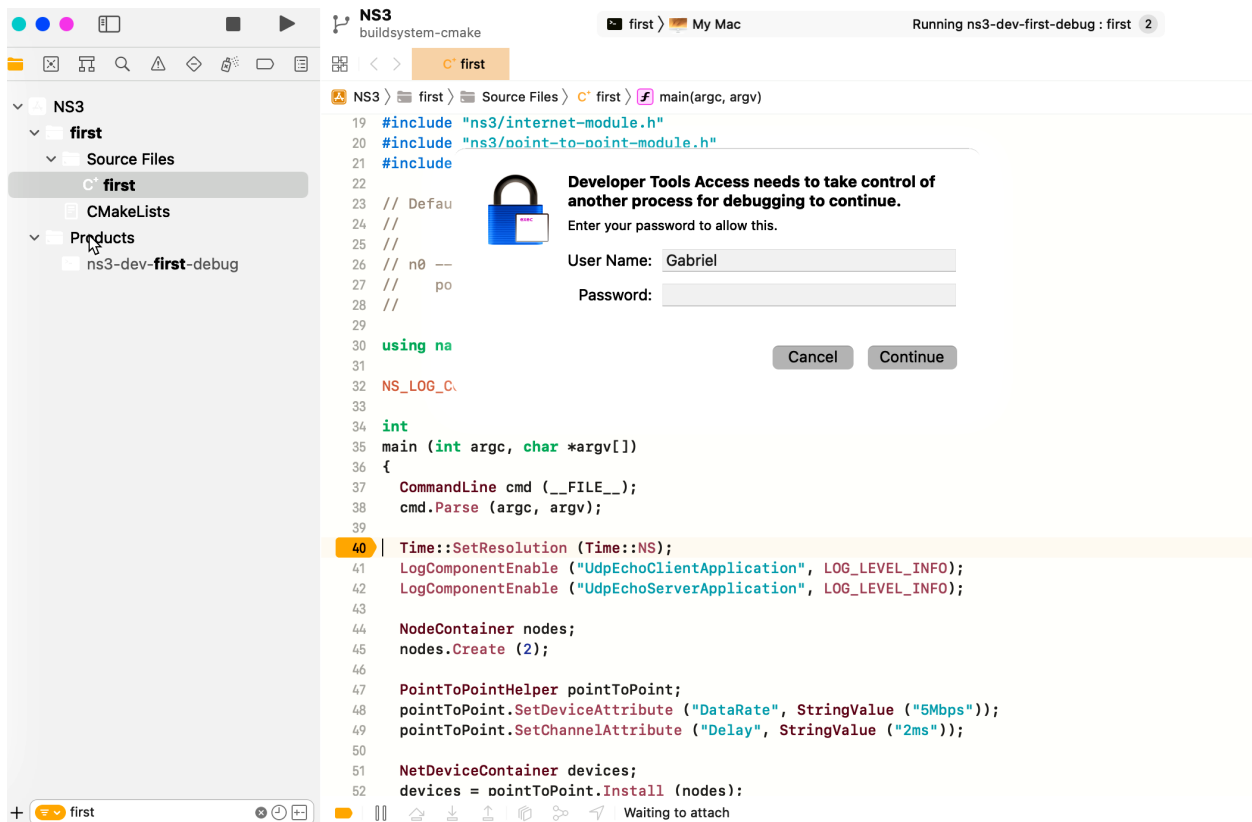 NS3
buildsystem-cmake
first 〉 My Mac
Running ns3-dev-first-debug : first 2
C+ first
NS3 〉 first 〉 Source Files 〉 C+ first 〉 f main(argc, argv)
NS3
first
Source Files
C+ first
CMakeLists
Products
ns3-dev-first-debug
19 #include "ns3/internet-module.h"
20 #include "ns3/point-to-point-module.h"
21 #include
22
23 // Defau
24 //
25 //
26 // n0 --
27 // po
28 //
29
30 using na
31
32 NS_LOG_C
33
34 int
35 main (int argc, char *argv[])
36 {
37 CommandLine cmd (__FILE__);
38 cmd.Parse (argc, argv);
39
40 Time::SetResolution (Time::NS);
41 LogComponentEnable ("UdpEchoClientApplication", LOG_LEVEL_INFO);
42 LogComponentEnable ("UdpEchoServerApplication", LOG_LEVEL_INFO);
43
44 NodeContainer nodes;
45 nodes.Create (2);
46
47 PointToPointHelper pointToPoint;
48 pointToPoint.SetDeviceAttribute ("DataRate", StringValue ("5Mbps"));
49 pointToPoint.SetChannelAttribute ("Delay", StringValue ("2ms"));
50
51 NetDeviceContainer devices;
52 devices = pointToPoint.Install (nodes);
Developer Tools Access needs to take control of
another process for debugging to continue.
Enter your password to allow this.
User Name: Gabriel
Password:
Cancel Continue
first
Waiting to attach